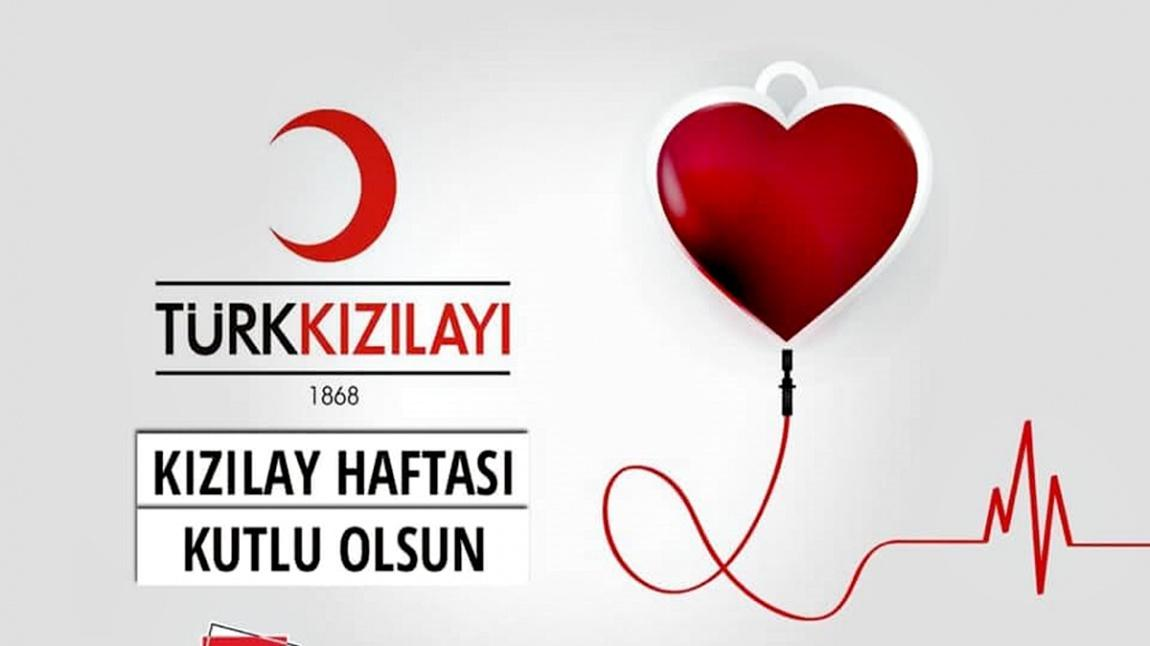 TÜRKKIZILAYI
1868
KIZILAY HAFTASI
KUTLU OLSUN